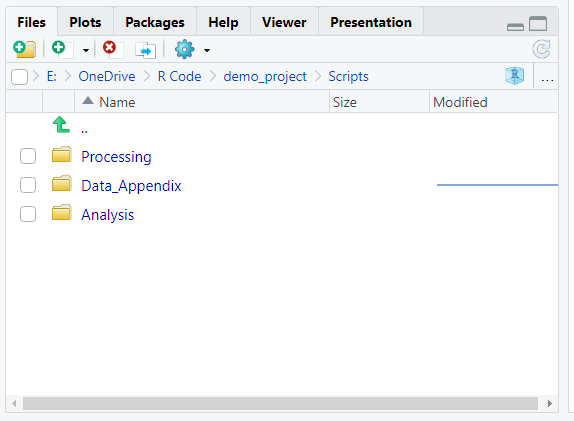 Files Plots Packages Help Viewer Presentation
E: OneDrive R Code demo_project Scripts R ...
Name Size Modified
..
Processing
Data_Appendix
Analysis